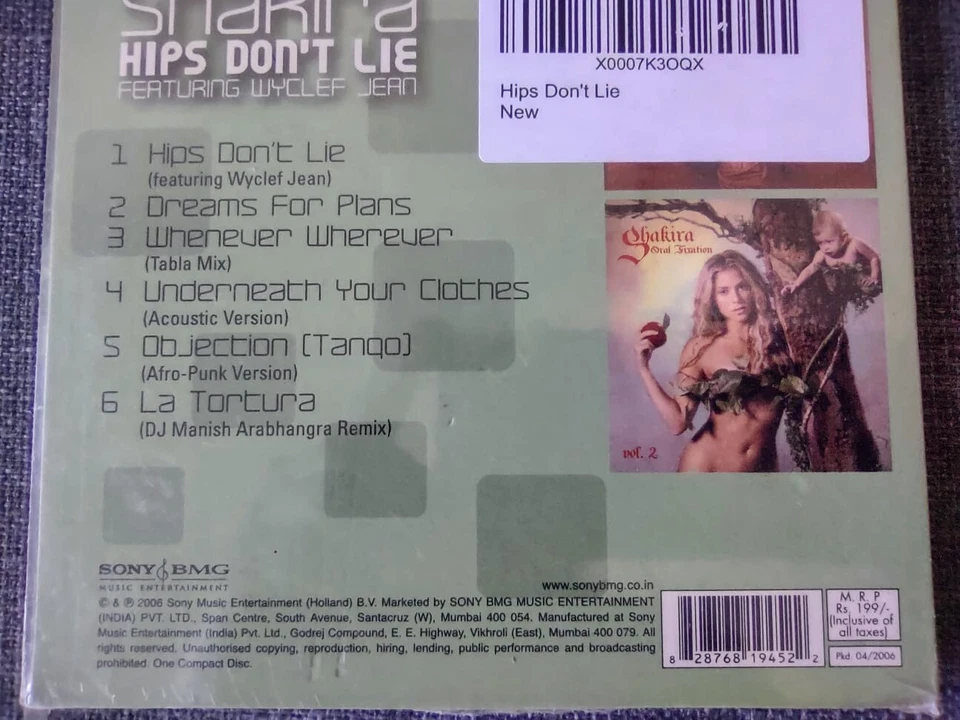 Shakira
HIPS DON'T LIE
FEATURING WYCLEF JEAN
X0007K3OQX
Hips Don't Lie
New
1 Hips Don't Lie
(featuring Wyclef Jean)
2 Dreams For Plans
3 Whenever Wherever
(Tabla Mix)
4 Underneath Your Clothes
(Acoustic Version)
5 Objection (Tango)
(Afro-Punk Version)
6 La Tortura
(DJ Manish Arabhangra Remix)
Shakira
Oral Fixation
vol. 2
SONY BMG
MUSIC ENTERTAINMENT
www.sonybmg.co.in
© & ℗ 2006 Sony Music Entertainment (Holland) B.V. Marketed by SONY BMG MUSIC ENTERTAINMENT
(INDIA) PVT. LTD., Span Centre, South Avenue, Santacruz (W), Mumbai 400 054. Manufactured at Sony
Music Entertainment (India) Pvt. Ltd., Godrej Compound, E. E. Highway, Vikhroli (East), Mumbai 400 079. All
rights reserved. Unauthorised copying, reproduction, hiring, lending, public performance and broadcasting
prohibited. One Compact Disc.
8 28768 19452 2
M. R. P
Rs, 199/-
(Inclusive of
all taxes)
Pkd: 04/2006